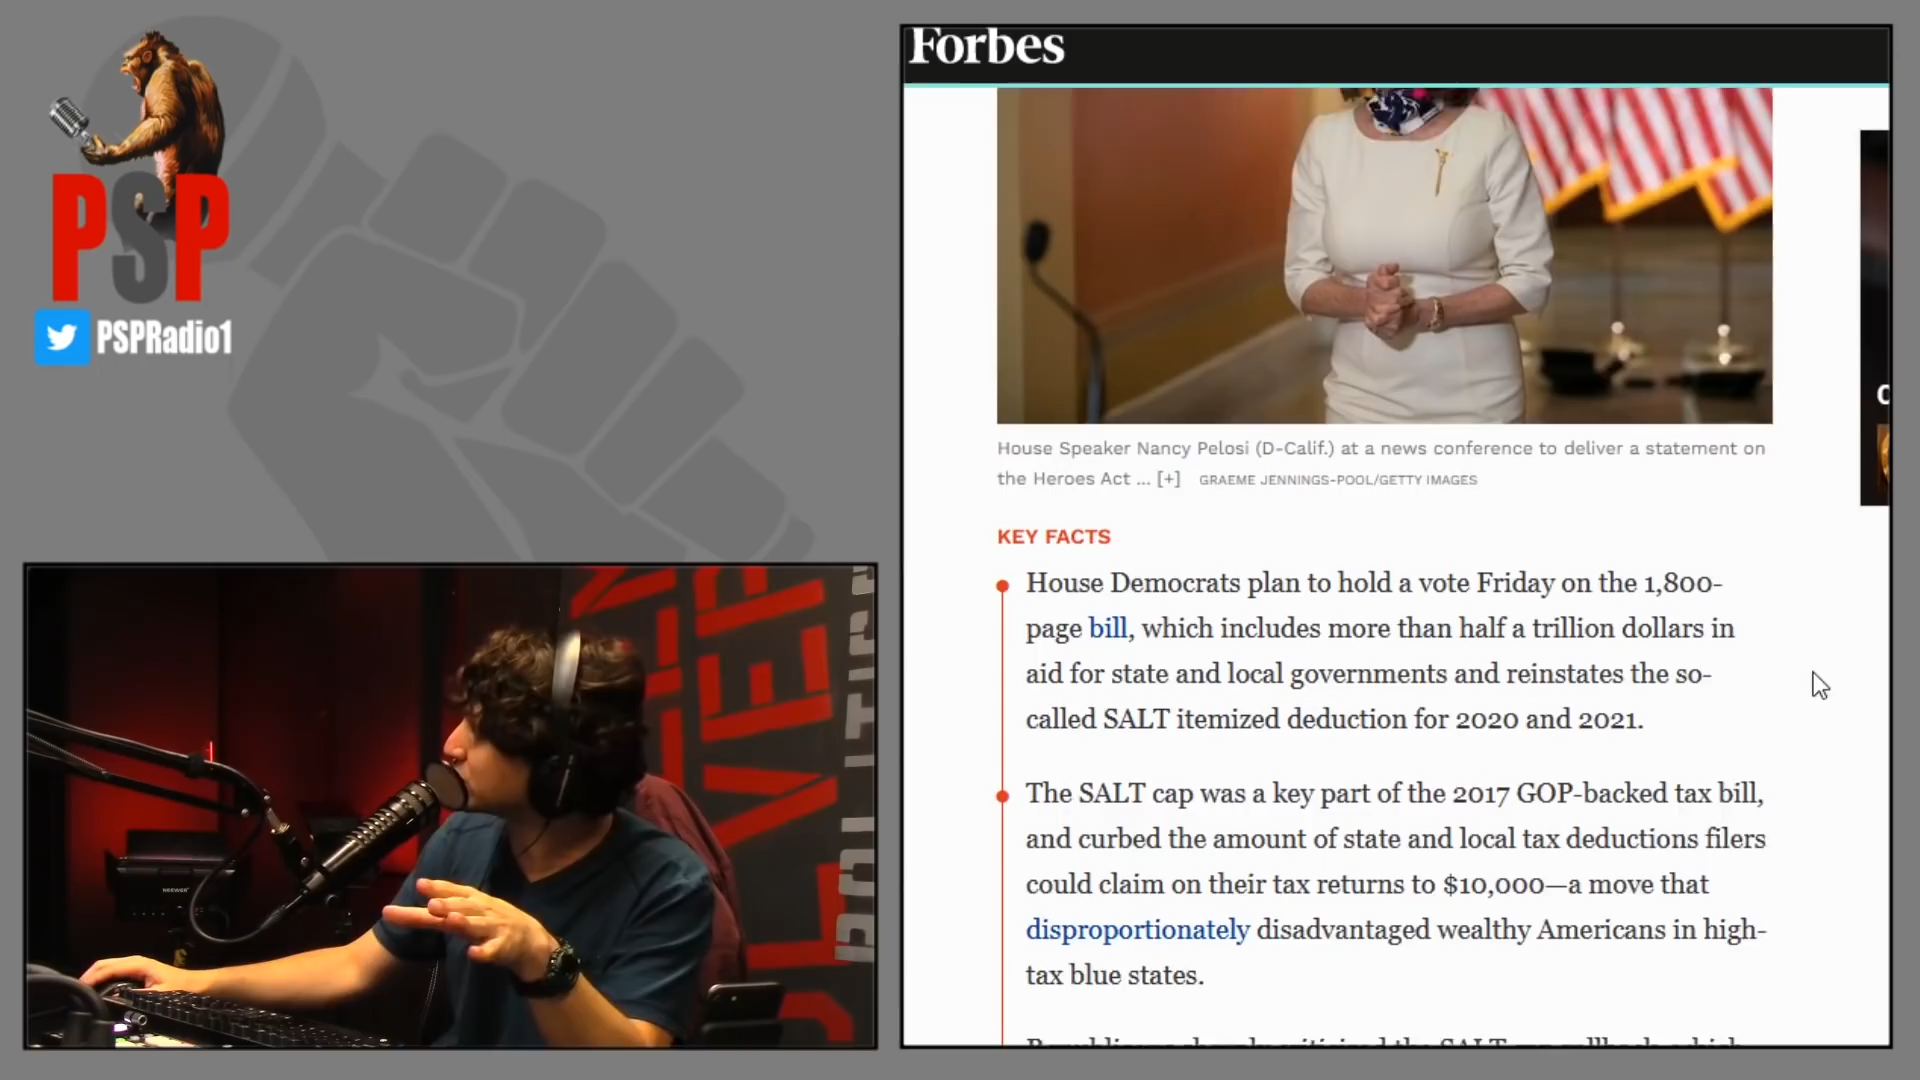 PSP
PSPRadio1
NEEWER
Forbes
House Speaker Nancy Pelosi (D-Calif.) at a news conference to deliver a statement on
the Heroes Act ... [+] GRAEME JENNINGS-POOL/GETTY IMAGES
KEY FACTS
House Democrats plan to hold a vote Friday on the 1,800-
page bill, which includes more than half a trillion dollars in
aid for state and local governments and reinstates the so-
called SALT itemized deduction for 2020 and 2021.
The SALT cap was a key part of the 2017 GOP-backed tax bill,
and curbed the amount of state and local tax deductions filers
could claim on their tax returns to $10,000—a move that
disproportionately disadvantaged wealthy Americans in high-
tax blue states.